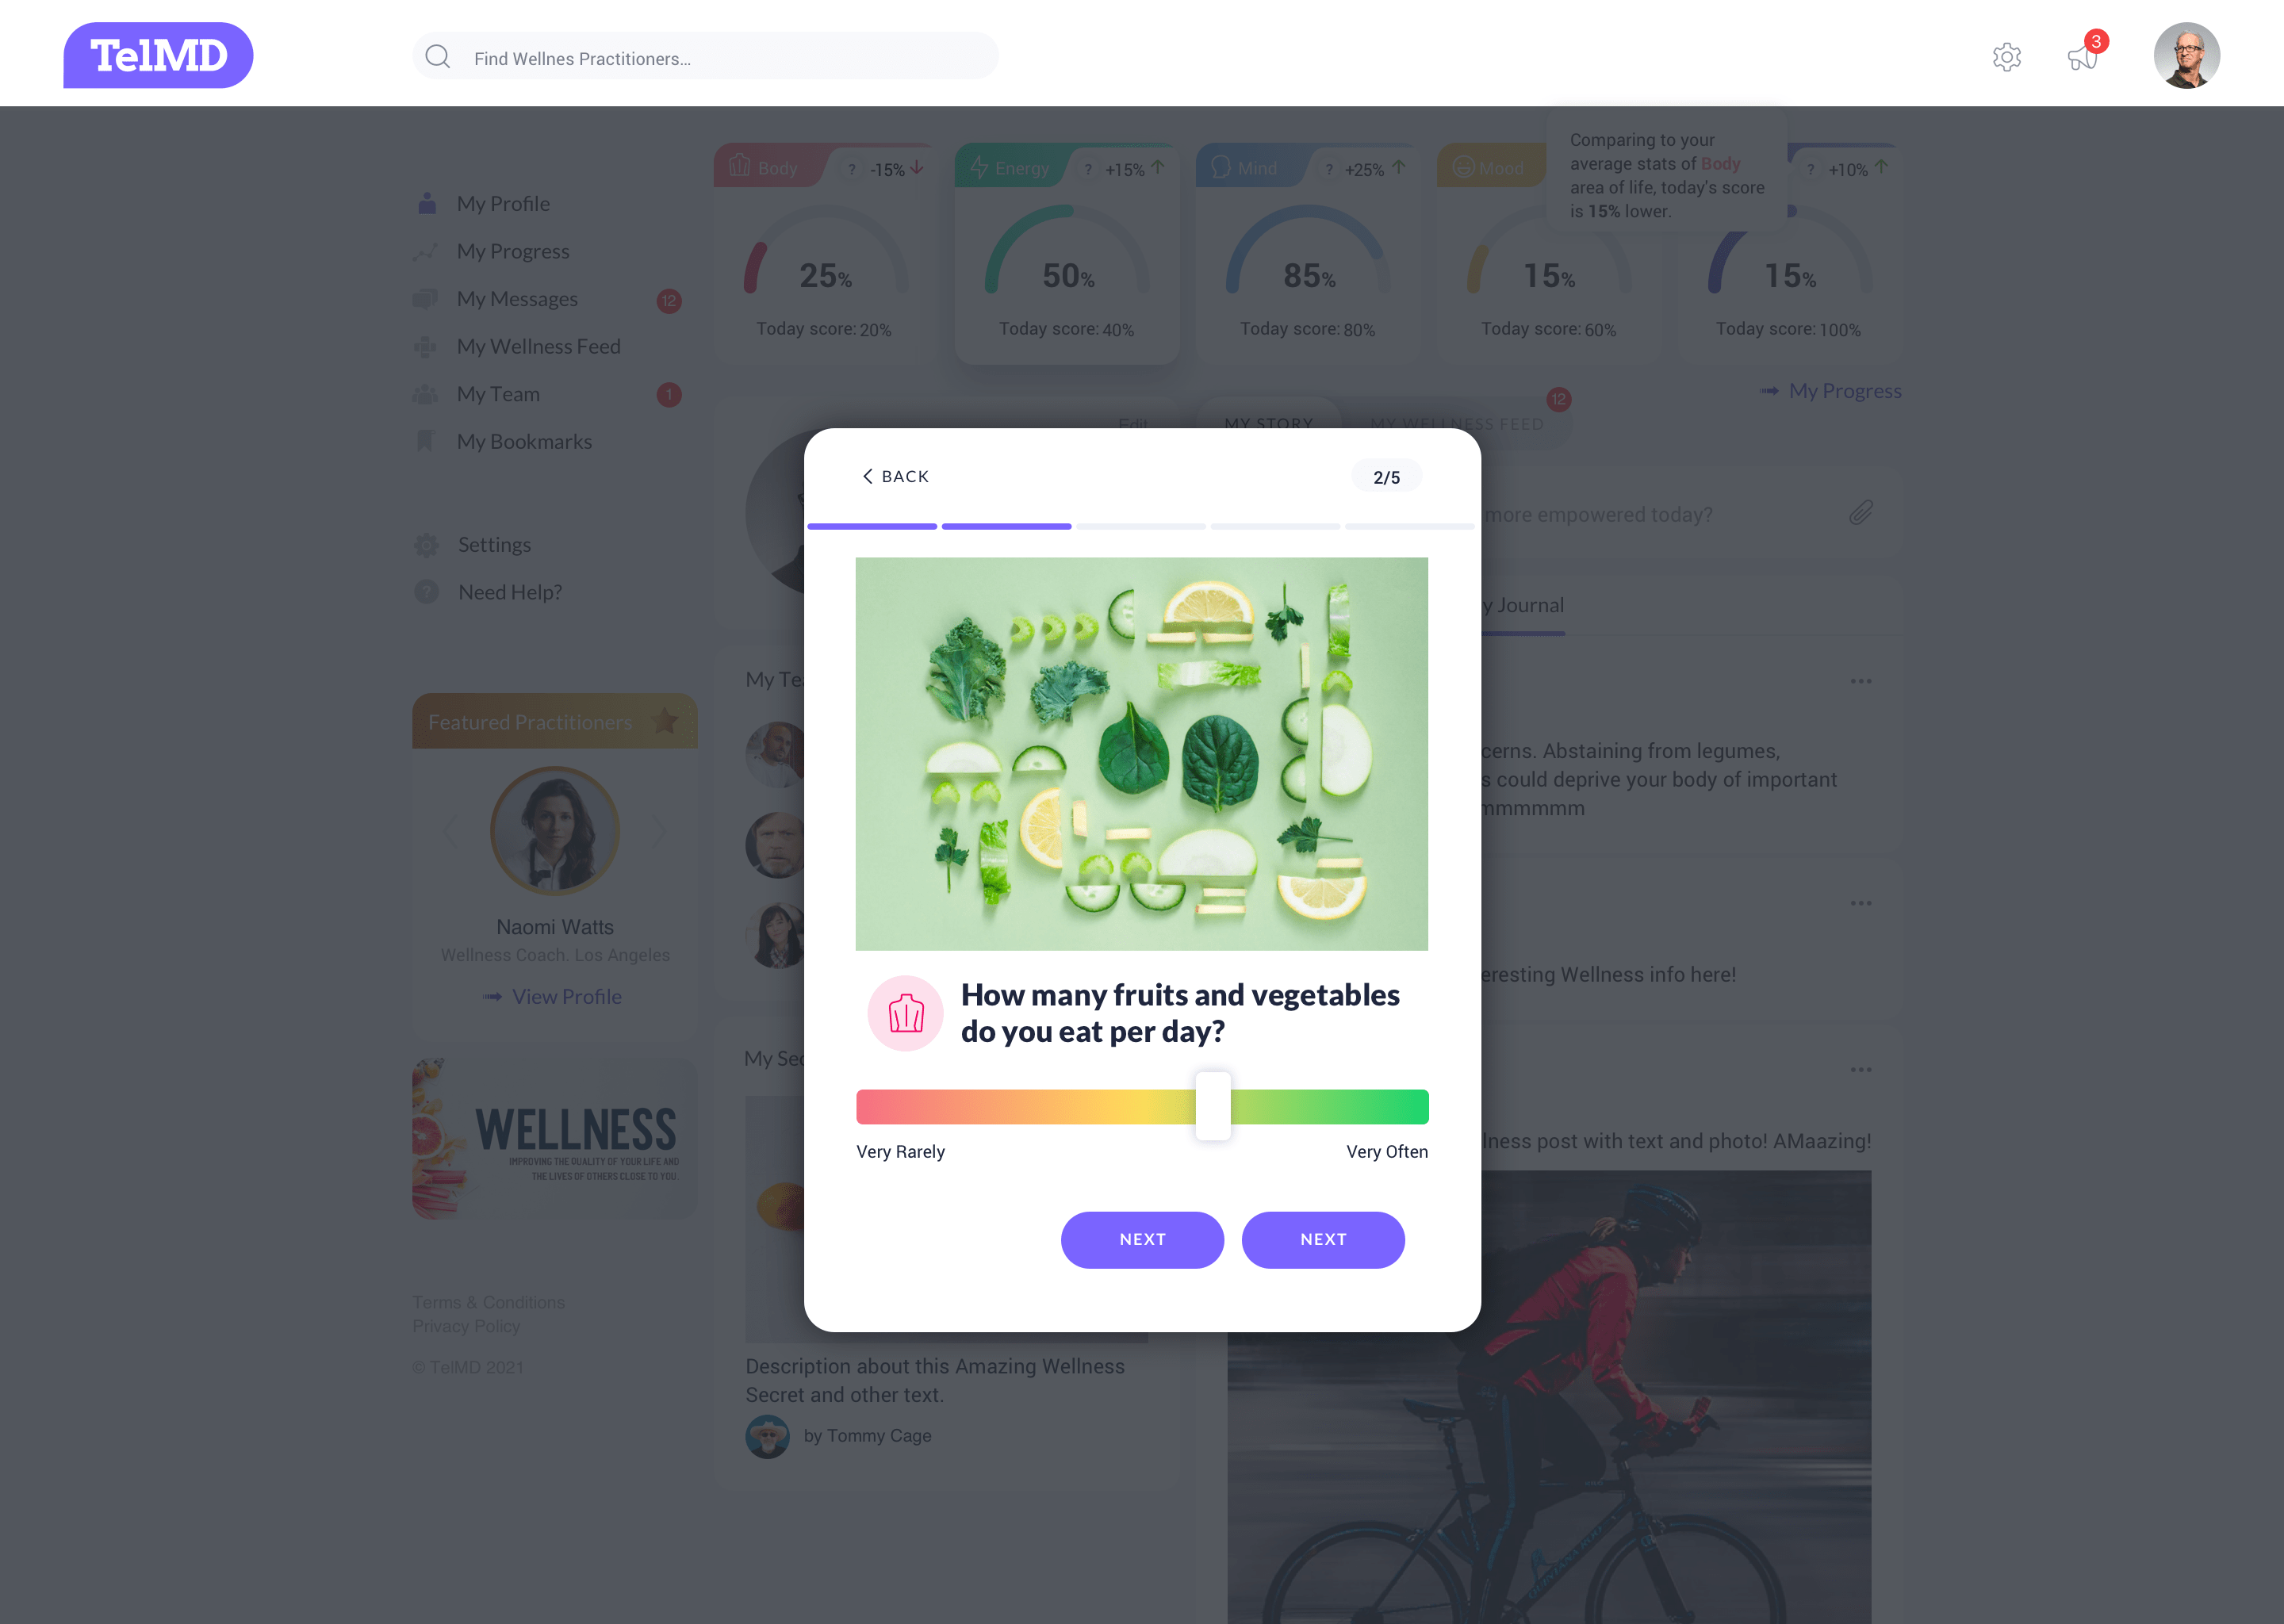 TelMD
Find Wellnes Practitioners...
3
My Profile
My Progress
My Messages
12
My Wellness Feed
My Team
1
My Bookmarks
Settings
Need Help?
Featured Practitioners
Naomi Watts
Wellness Coach. Los Angeles
View Profile
WELLNESS
IMPROVING THE QUALITY OF YOUR LIFE AND
THE LIVES OF OTHERS CLOSE TO YOU.
Terms & Conditions
Privacy Policy
© TelMD 2021
Body
? -15%
25%
Today score: 20%
Energy
? +15%
50%
Today score: 40%
Mind
? +25%
85%
Today score: 80%
Mood
15%
Today score: 60%
Comparing to your
average stats of Body
area of life, today's score
is 15% lower.
? +10%
15%
Today score: 100%
My Progress
Edit
MY STORY
MY WELLNESS FEED
12
more empowered today?
y Journal
My Te
cerns. Abstaining from legumes,
s could deprive your body of important
mmmmmm
eresting Wellness info here!
My Sec
lness post with text and photo! AMaazing!
BACK
2/5
How many fruits and vegetables
do you eat per day?
Very Rarely
Very Often
NEXT
NEXT
Description about this Amazing Wellness
Secret and other text.
by Tommy Cage